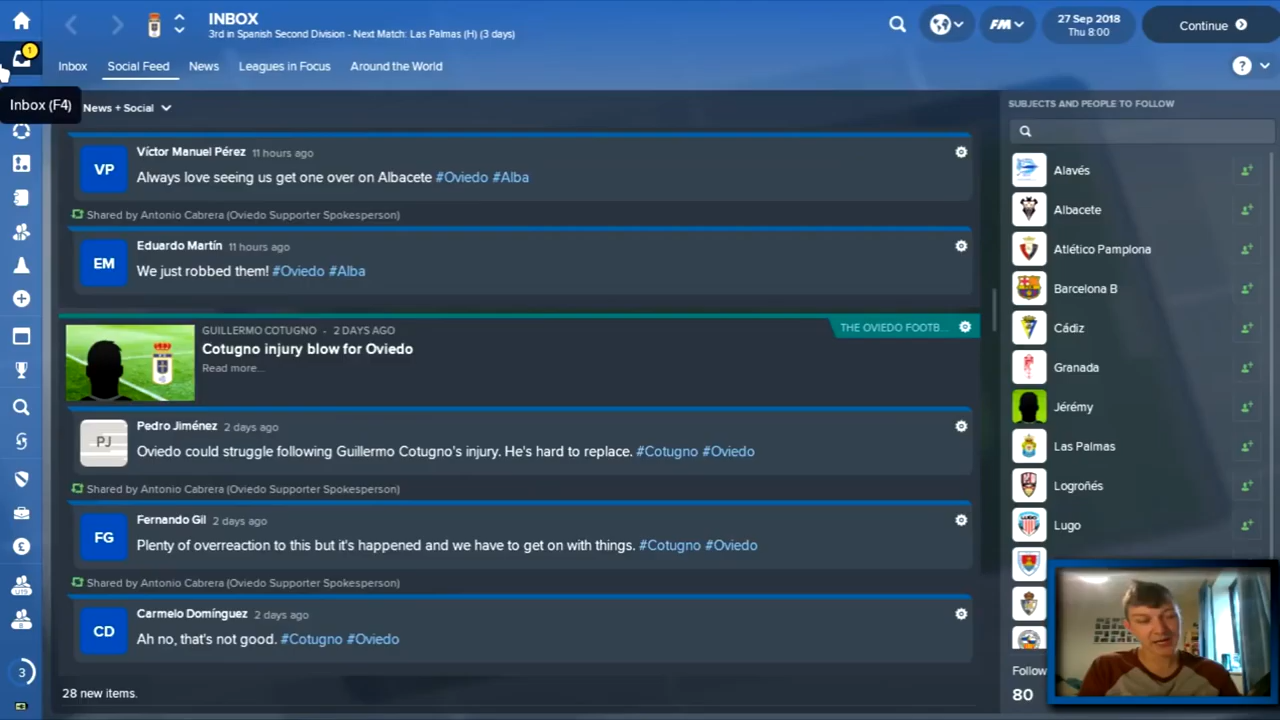 INBOX
3rd in Spanish Second Division - Next Match: Las Palmas (H) (3 days)
FM
27 Sep 2018
Thu 8:00
Continue
1
Inbox
Social Feed
News
Leagues in Focus
Around the World
?
Inbox (F4)
News + Social
SUBJECTS AND PEOPLE TO FOLLOW
VP
Víctor Manuel Pérez 11 hours ago
Always love seeing us get one over on Albacete #Oviedo #Alba
Shared by Antonio Cabrera (Oviedo Supporter Spokesperson)
EM
Eduardo Martín 11 hours ago
We just robbed them! #Oviedo #Alba
GUILLERMO COTUGNO - 2 DAYS AGO
THE OVIEDO FOOTB...
Cotugno injury blow for Oviedo
Read more...
PJ
Pedro Jiménez 2 days ago
Oviedo could struggle following Guillermo Cotugno's injury. He's hard to replace. #Cotugno #Oviedo
Shared by Antonio Cabrera (Oviedo Supporter Spokesperson)
FG
Fernando Gil 2 days ago
Plenty of overreaction to this but it's happened and we have to get on with things. #Cotugno #Oviedo
Shared by Antonio Cabrera (Oviedo Supporter Spokesperson)
CD
Carmelo Domínguez 2 days ago
Ah no, that's not good. #Cotugno #Oviedo
28 new items.
Alavés
Albacete
Atlético Pamplona
Barcelona B
Cádiz
Granada
Jérémy
Las Palmas
Logroñés
Lugo
Follow
80
U19
B
3